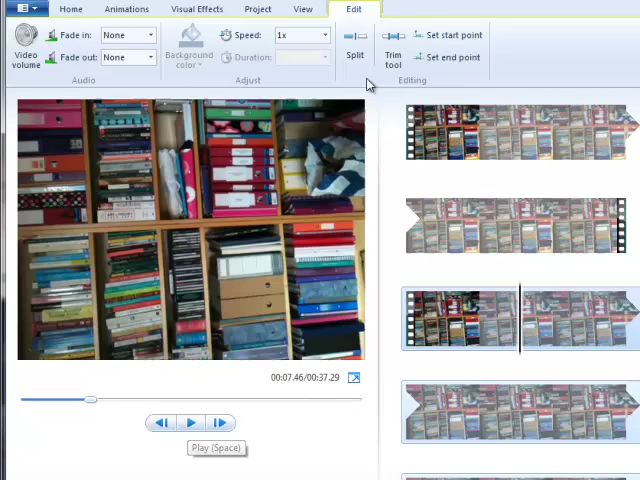 Home Animations Visual Effects Project View Edit
Video volume
Fade in: None
Fade out: None
Audio
Background color
Speed: 1x
Duration:
Adjust
Split
Trim tool
Set start point
Set end point
Editing
00:07.46/00:37.29
Play (Space)